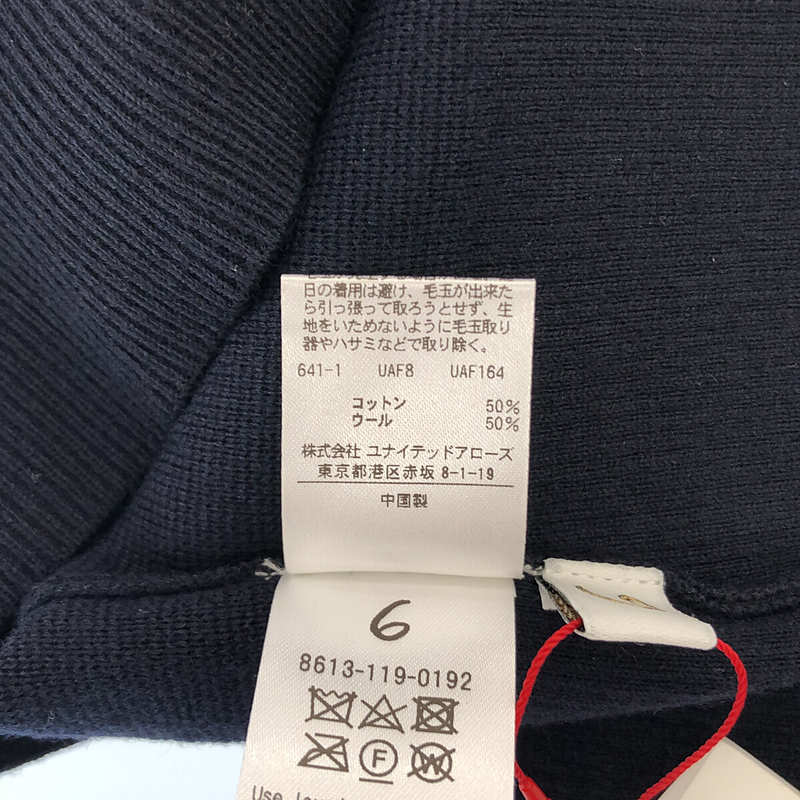 日の着用は避け、毛玉が出来た
ら引っ張って取ろうとせず、生
地をいためないように毛玉取り
器やハサミなどで取り除く。
641-1 UAF8 UAF164
コットン 50%
ウール 50%
株式会社 ユナイテッドアローズ
東京都港区赤坂 8-1-19
中国製
6
8613-119-0192
F
W
Use